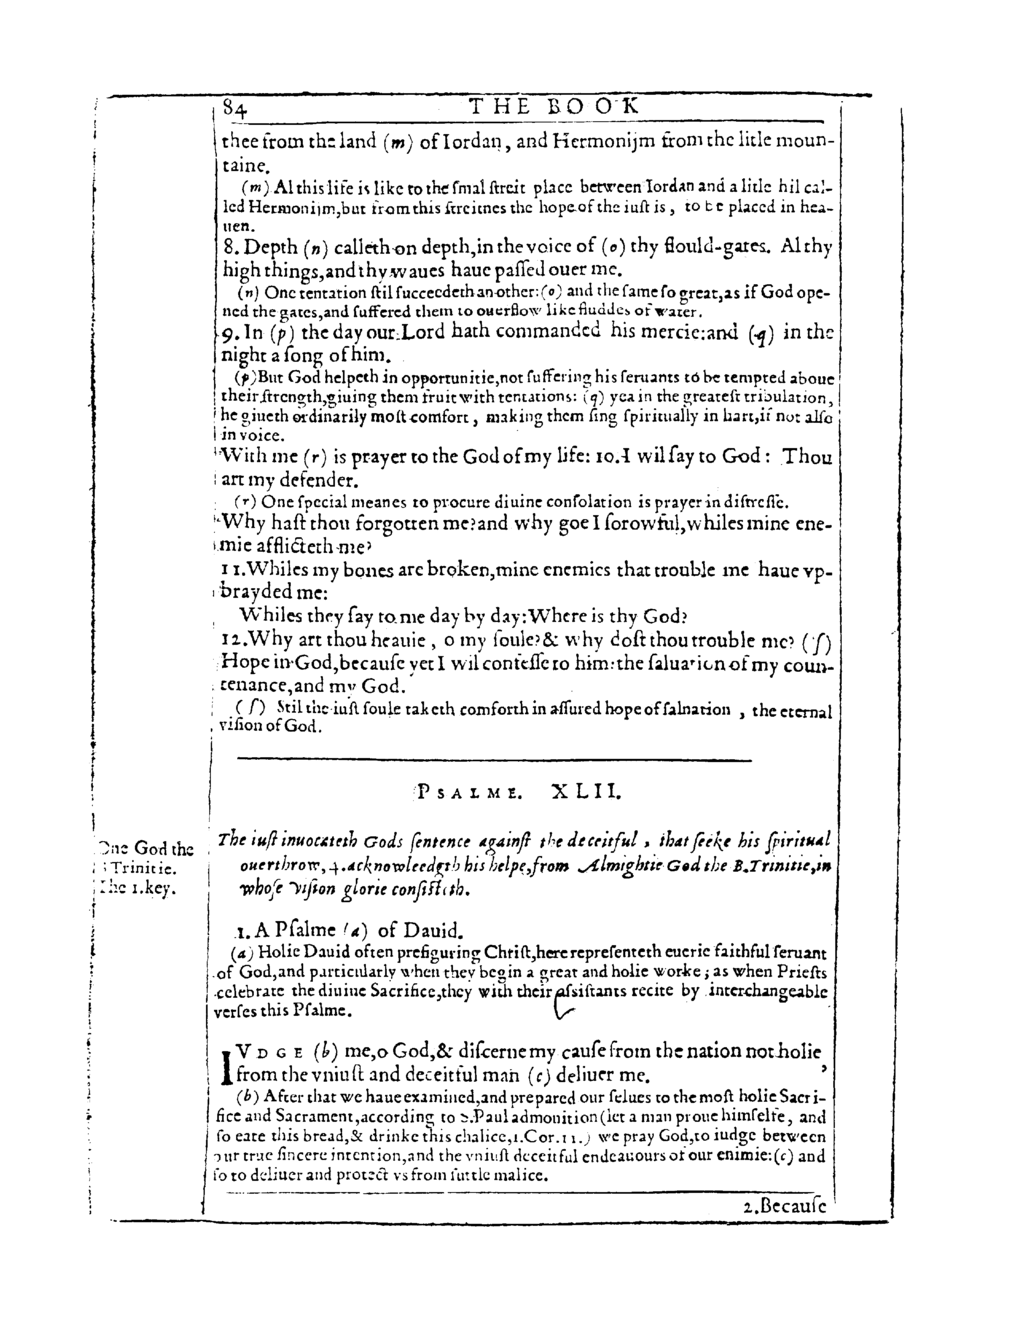 84 THE BOOK
thee from the land (m) of Iordan, and Hermonijm from the litle moun-
taine.
(m) Al this life is like to the ſmal ſtreit place between Iordan and a litle hil cal-
led Hermoniim,but from this ſtreitnes the hope of the iuſt is, to be placed in hea-
uen.
8. Depth (n) calleth on depth,in the voice of (o) thy flould-gates. Al thy
high things,and thy waues haue paſſed ouer me.
(n) One tentation ſtil ſucceedeth an other:(o) and the ſame ſo great,as if God ope-
ned the gates,and ſuffered them to ouerflow like fluddes of water.
9. In (p) the day our Lord hath commanded his mercie:and (q) in the
night a ſong of him.
(p)But God helpeth in opportunitie,not ſuffering his ſeruants to be tempted aboue
their ſtrength,giuing them fruit with tentations: (q) yea in the greateſt tribulation,
he giueth ordinarily moſt comfort, making them ſing ſpiritually in hart,if not alſo
in voice.
With me (r) is prayer to the God of my life: 10.I wil ſay to God: Thou
art my defender.
(r) One ſpecial meanes to procure diuine conſolation is prayer in diſtreſſe.
Why haſt thou forgotten me?and why goe I ſorowful,whiles mine ene-
mie afflicteth me?
11.Whiles my bones are broken,mine enemies that trouble me haue vp-
brayded me:
Whiles they ſay to me day by day:Where is thy God?
12.Why art thou heauie, o my ſoule?& why doſt thou trouble me? (ſ)
Hope in God,becauſe yet I wil confeſſe to him:the ſaluation of my coun-
tenance,and my God.
(ſ) Stil the iuſt ſoule taketh comforth in aſſured hope of ſaluation, the eternal
viſion of God.
PSALME. XLII.
One God the
Trinitie.
The 1.key.
The iuſt inuocateth Gods ſentence againſt the deceitful, that ſeeke his ſpiritual
ouerthrow, 4.acknowleedgeth his helpe,from Almightie God the B.Trinitie,in
whoſe viſion glorie conſiſteth.
1. A Pſalme (a) of Dauid.
(a) Holie Dauid often prefiguring Chriſt,here repreſenteth euerie faithful ſeruant
of God,and particularly when they begin a great and holie worke; as when Prieſts
celebrate the diuine Sacrifice,they with their aſsiſtants recite by interchangeable
verſes this Pſalme.
IVDGE (b) me,o God,& diſcerne my cauſe from the nation not holie
from the vniuſt and deceitful man (c) deliuer me.
(b) After that we haue examined,and prepared our ſelues to the moſt holie Sacri-
fice and Sacrament,according to S.Paul admonition(let a man proue himſelfe, and
ſo eate this bread,& drinke this chalice,1.Cor.11.) we pray God,to iudge between
our true ſincere intention,and the vniuſt deceitful endeauours of our enimie:(c) and
ſo to deliuer and protect vs from ſuttle malice.
2.Becauſe